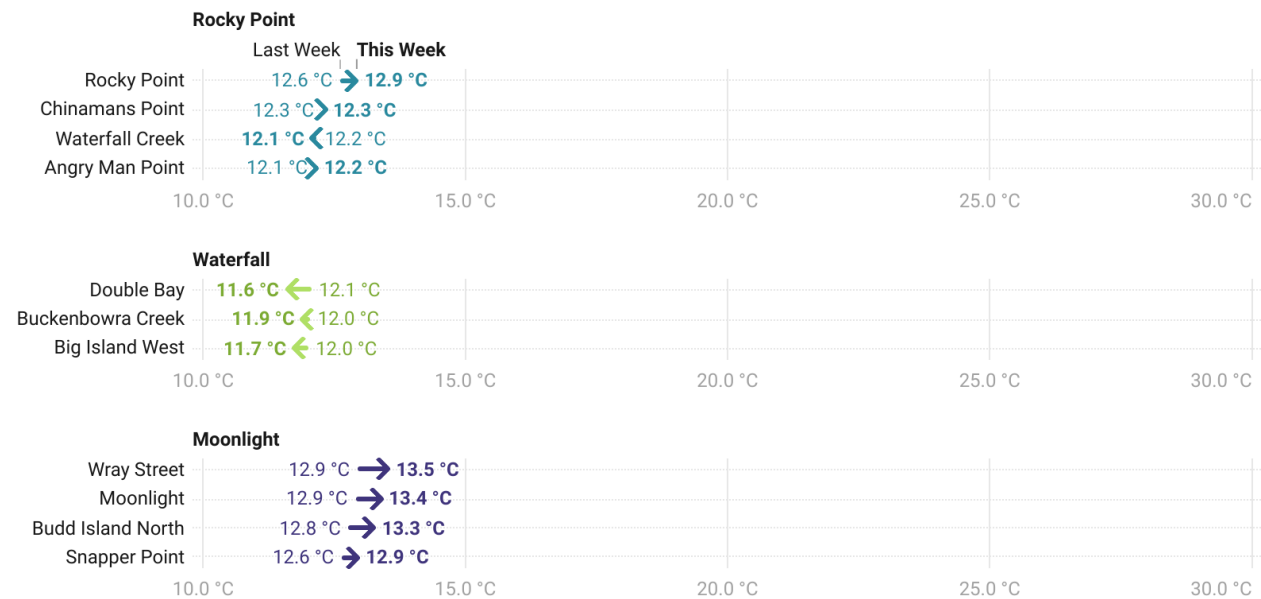 Rocky Point
Last Week This Week
Rocky Point 12.6 °C 12.9 °C
Chinamans Point 12.3 °C 12.3 °C
Waterfall Creek 12.1 °C 12.2 °C
Angry Man Point 12.1 °C 12.2 °C
10.0 °C 15.0 °C 20.0 °C 25.0 °C 30.0 °C
Waterfall
Double Bay 11.6 °C 12.1 °C
Buckenbowra Creek 11.9 °C 12.0 °C
Big Island West 11.7 °C 12.0 °C
10.0 °C 15.0 °C 20.0 °C 25.0 °C 30.0 °C
Moonlight
Wray Street 12.9 °C 13.5 °C
Moonlight 12.9 °C 13.4 °C
Budd Island North 12.8 °C 13.3 °C
Snapper Point 12.6 °C 12.9 °C
10.0 °C 15.0 °C 20.0 °C 25.0 °C 30.0 °C